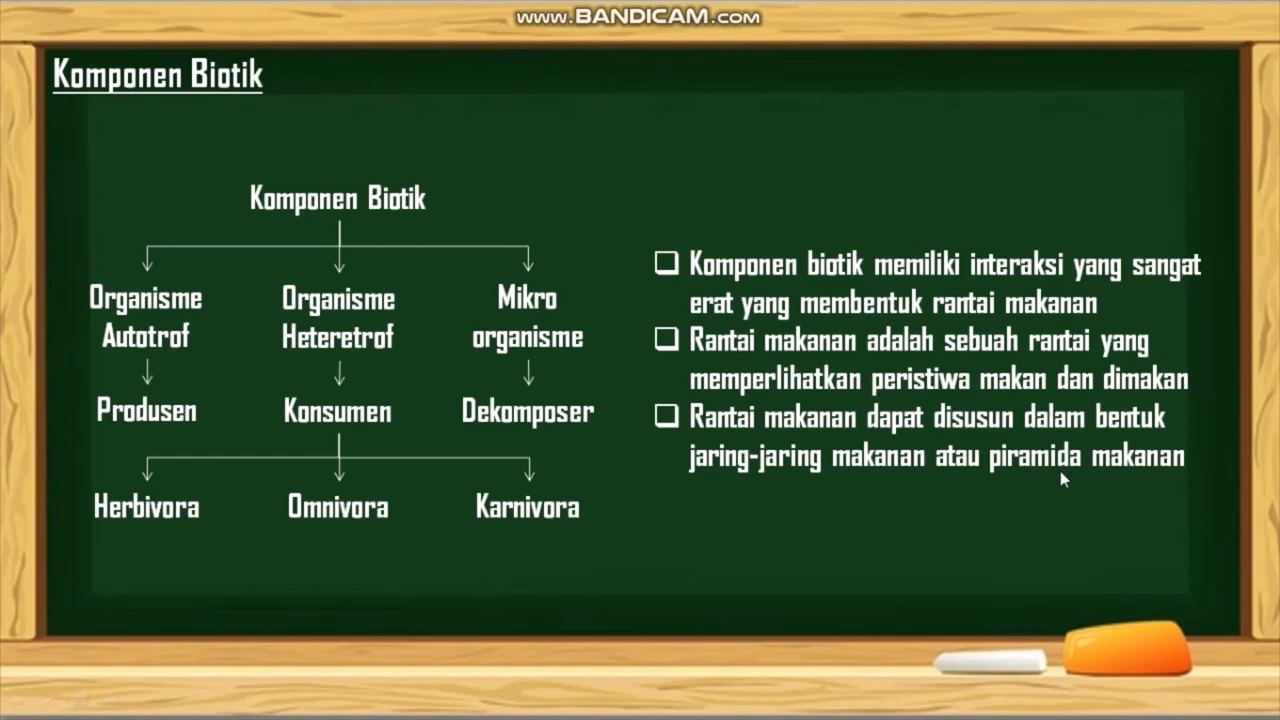 www.BANDICAM.com
Komponen Biotik
Komponen Biotik
Organisme
Autotrof
Organisme
Heteretrof
Mikro
organisme
Produsen
Konsumen
Dekomposer
Herbivora
Omnivora
Karnivora
Komponen biotik memiliki interaksi yang sangat
erat yang membentuk rantai makanan
Rantai makanan adalah sebuah rantai yang
memperlihatkan peristiwa makan dan dimakan
Rantai makanan dapat disusun dalam bentuk
jaring-jaring makanan atau piramida makanan